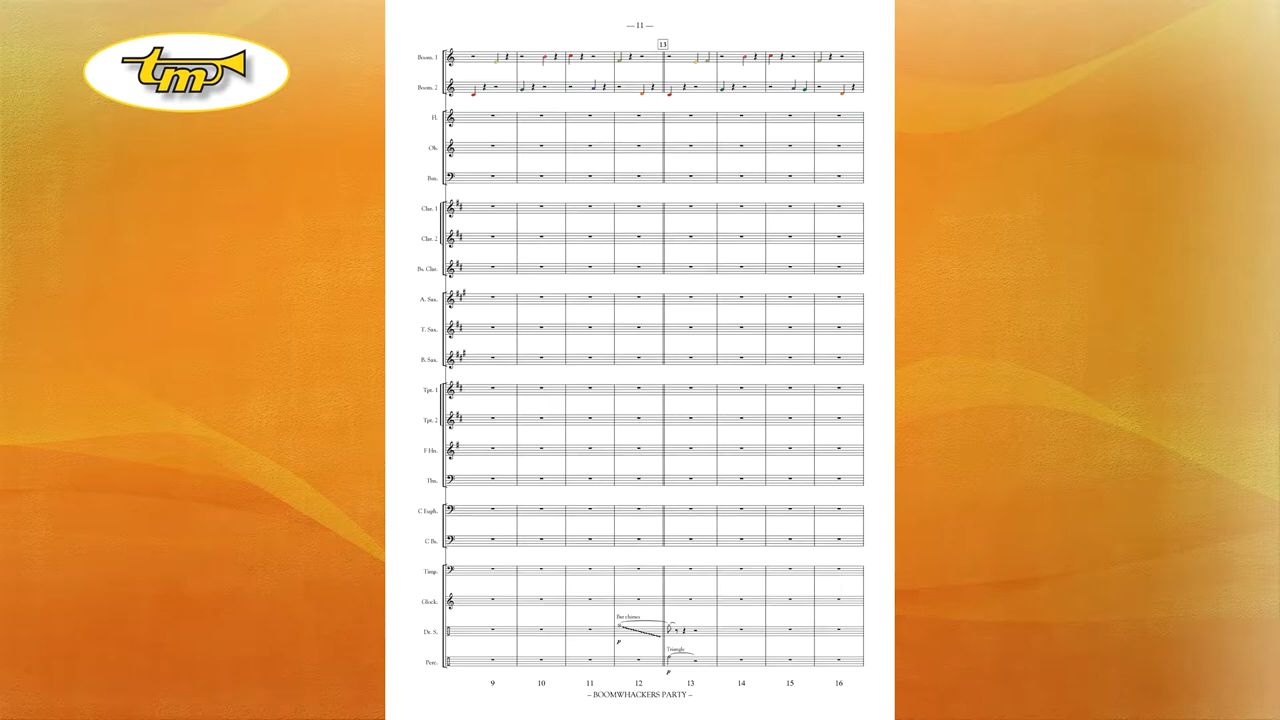 tm
— 11 —
13
Boom. 1
Boom. 2
Fl.
Ob.
Bsn.
Clar. 1
Clar. 2
Bs. Clar.
A. Sax.
T. Sax.
B. Sax.
Tpt. 1
Tpt. 2
F Hn.
Tbn.
C Euph.
C Bs.
Timp.
Glock.
Bar chimes
Dr. S.
p
Triangle
Perc.
p
9 10 11 12 13 14 15 16
– BOOMWHACKERS PARTY –